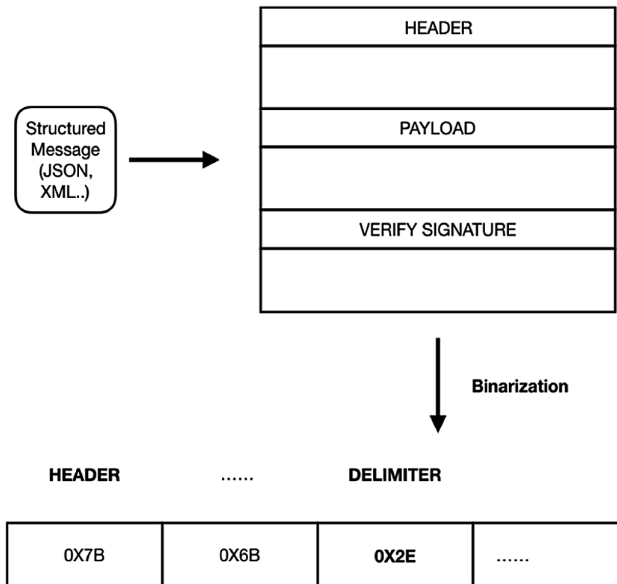 HEADER
Structured
Message
(JSON,
XML..)
PAYLOAD
VERIFY SIGNATURE
Binarization
HEADER ...... DELIMITER
0X7B 0X6B 0X2E ......